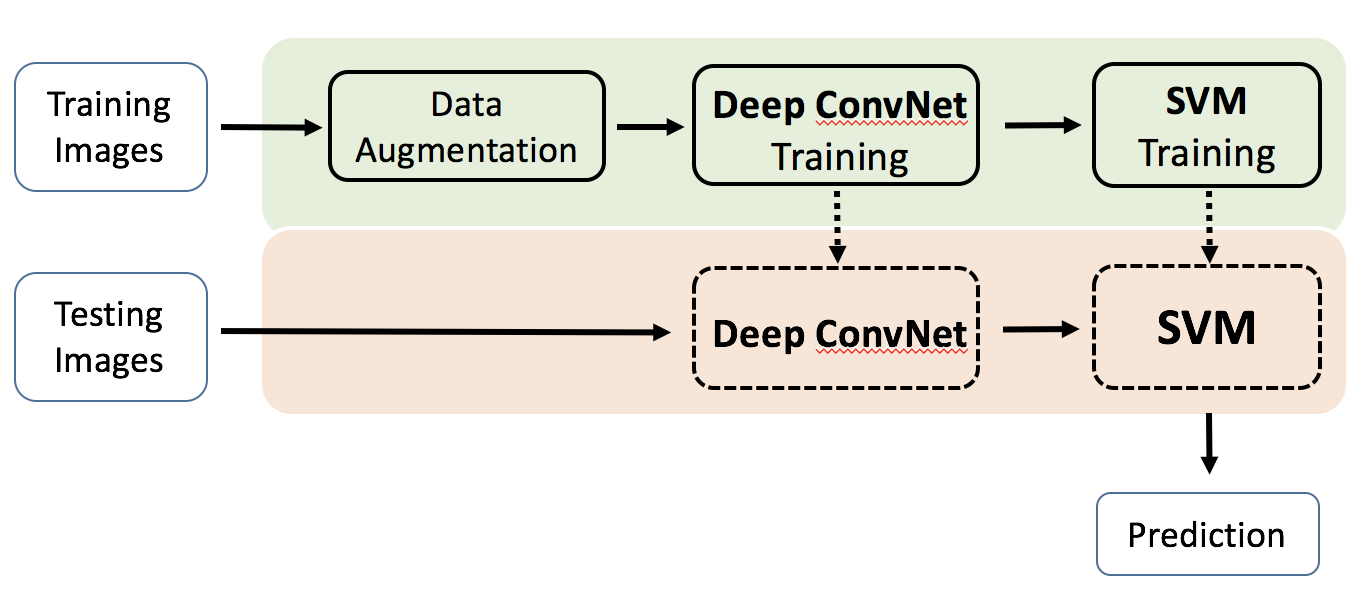 Training
Images
Data
Augmentation
Deep ConvNet
Training
SVM
Training
Testing
Images
Deep ConvNet
SVM
Prediction